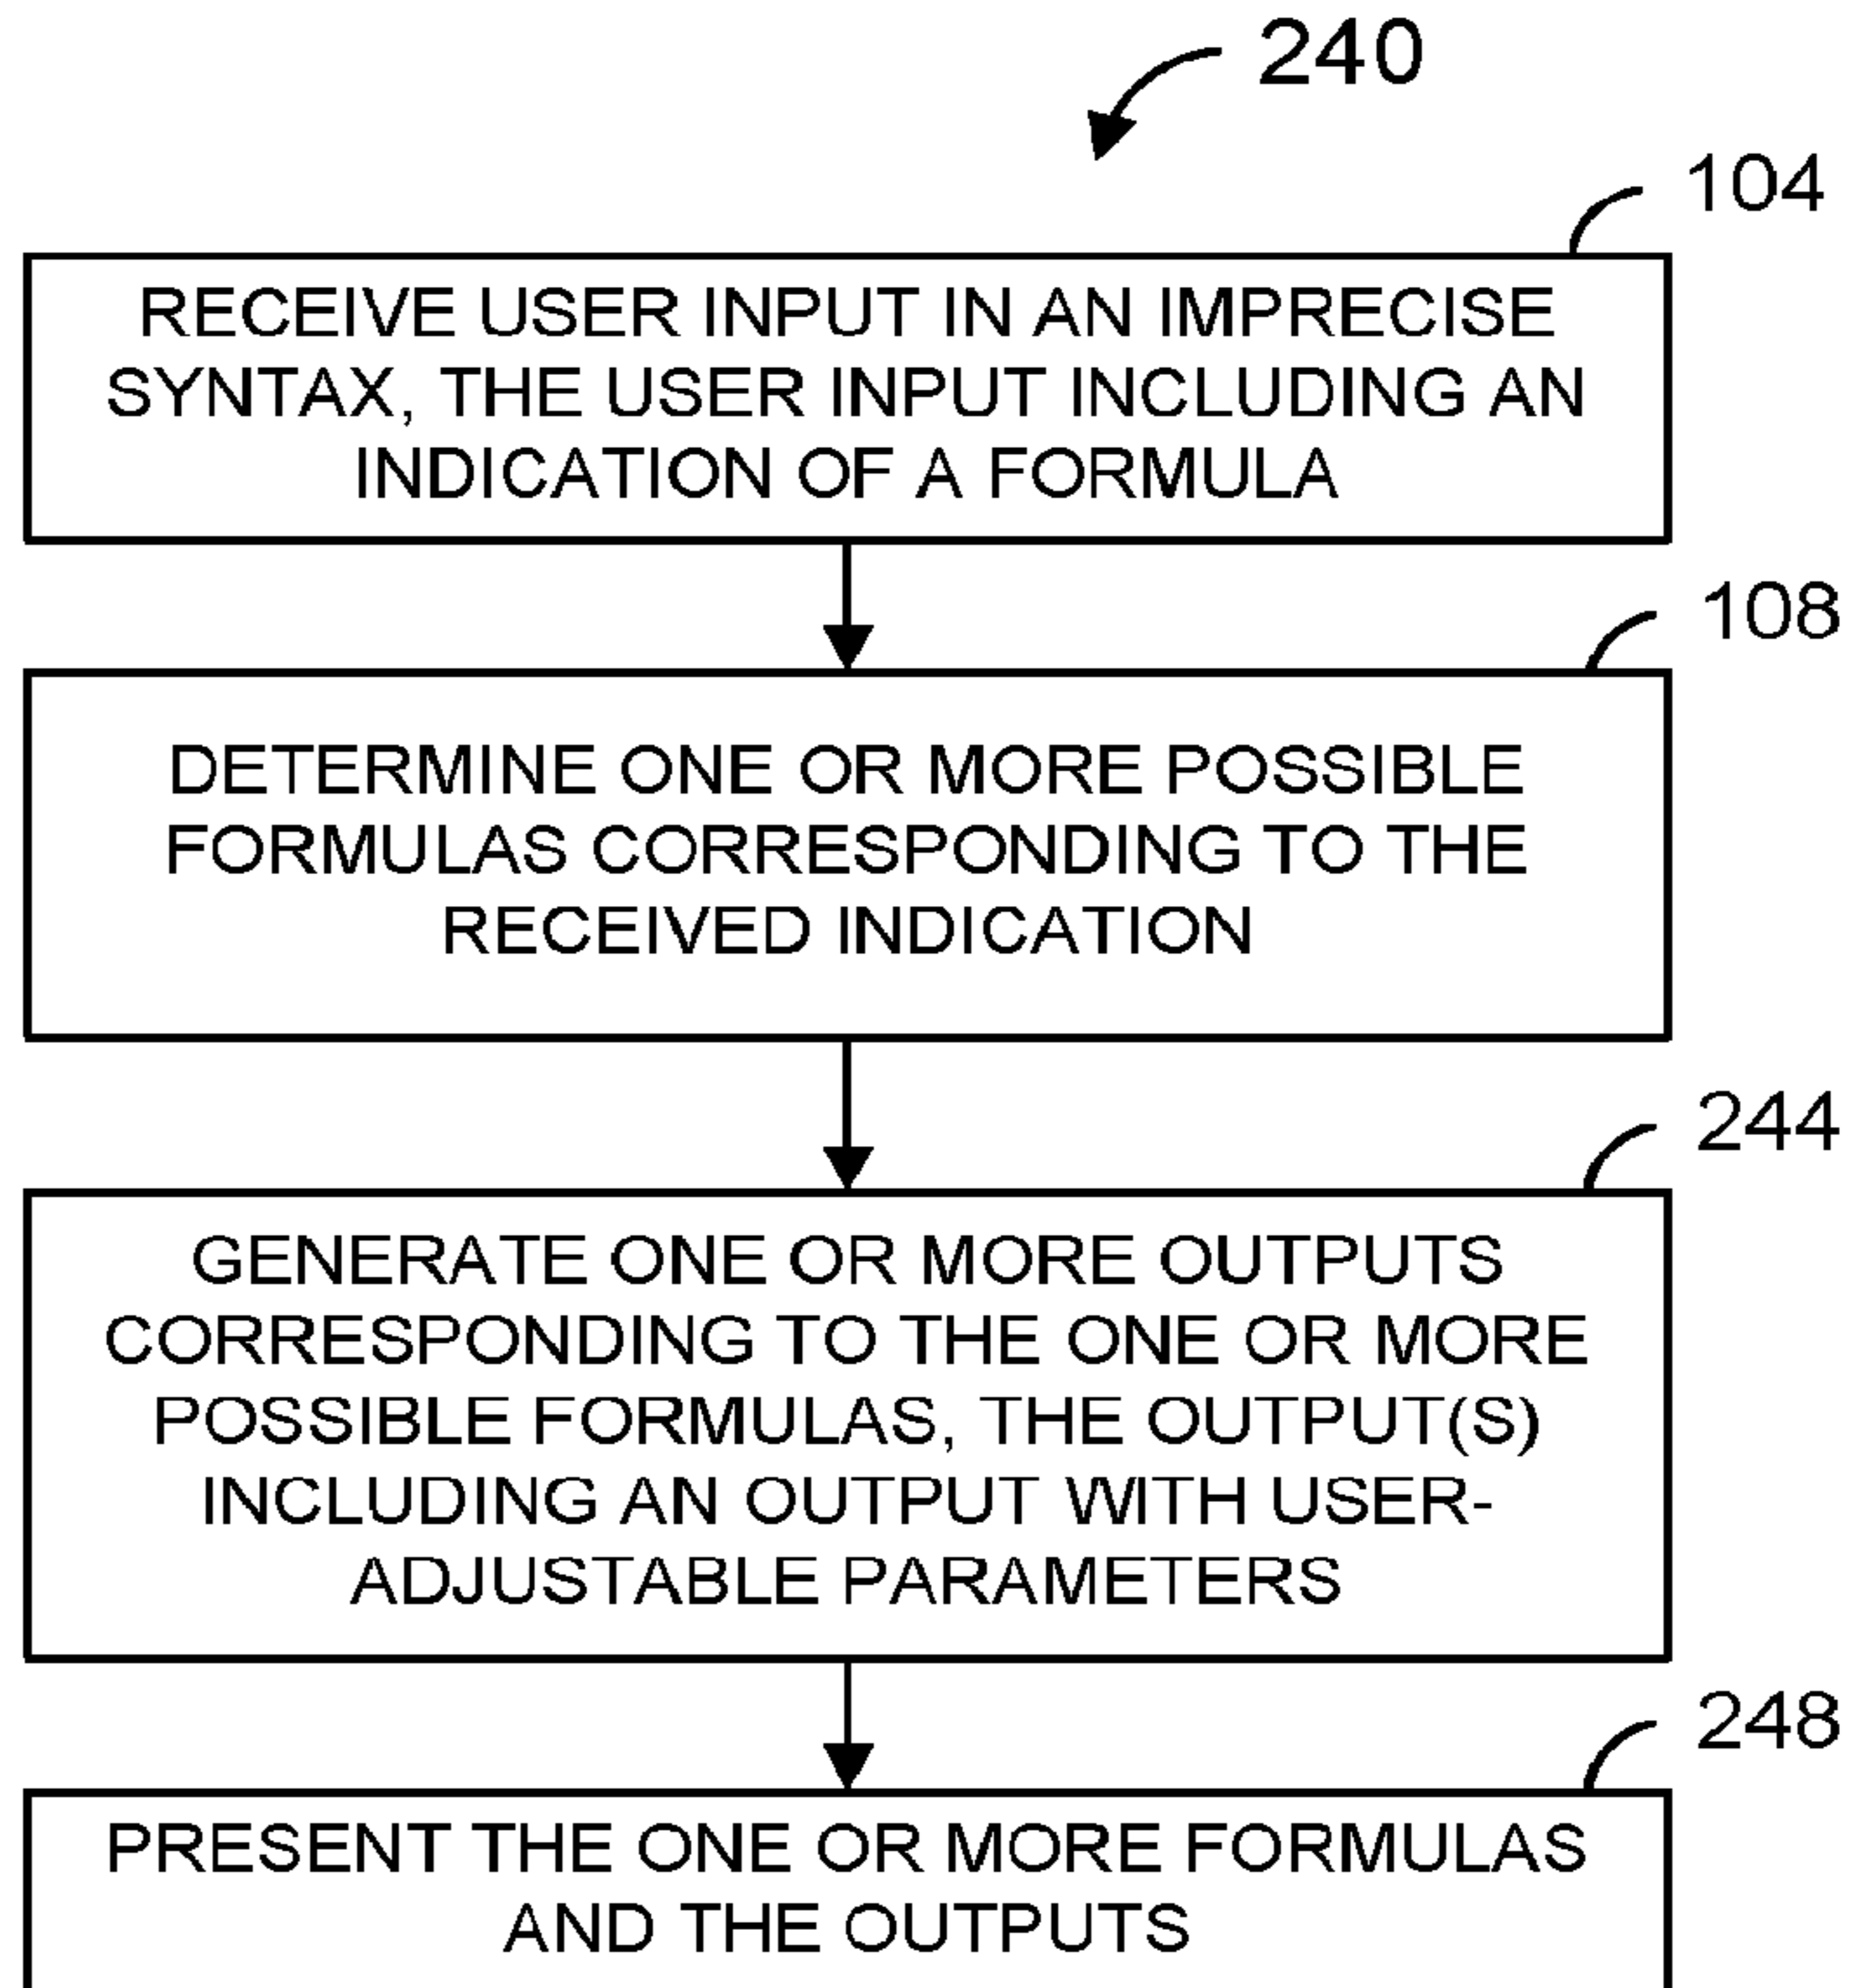 240
104
RECEIVE USER INPUT IN AN IMPRECISE
SYNTAX, THE USER INPUT INCLUDING AN
INDICATION OF A FORMULA
108
DETERMINE ONE OR MORE POSSIBLE
FORMULAS CORRESPONDING TO THE
RECEIVED INDICATION
244
GENERATE ONE OR MORE OUTPUTS
CORRESPONDING TO THE ONE OR MORE
POSSIBLE FORMULAS, THE OUTPUT(S)
INCLUDING AN OUTPUT WITH USER-
ADJUSTABLE PARAMETERS
248
PRESENT THE ONE OR MORE FORMULAS
AND THE OUTPUTS